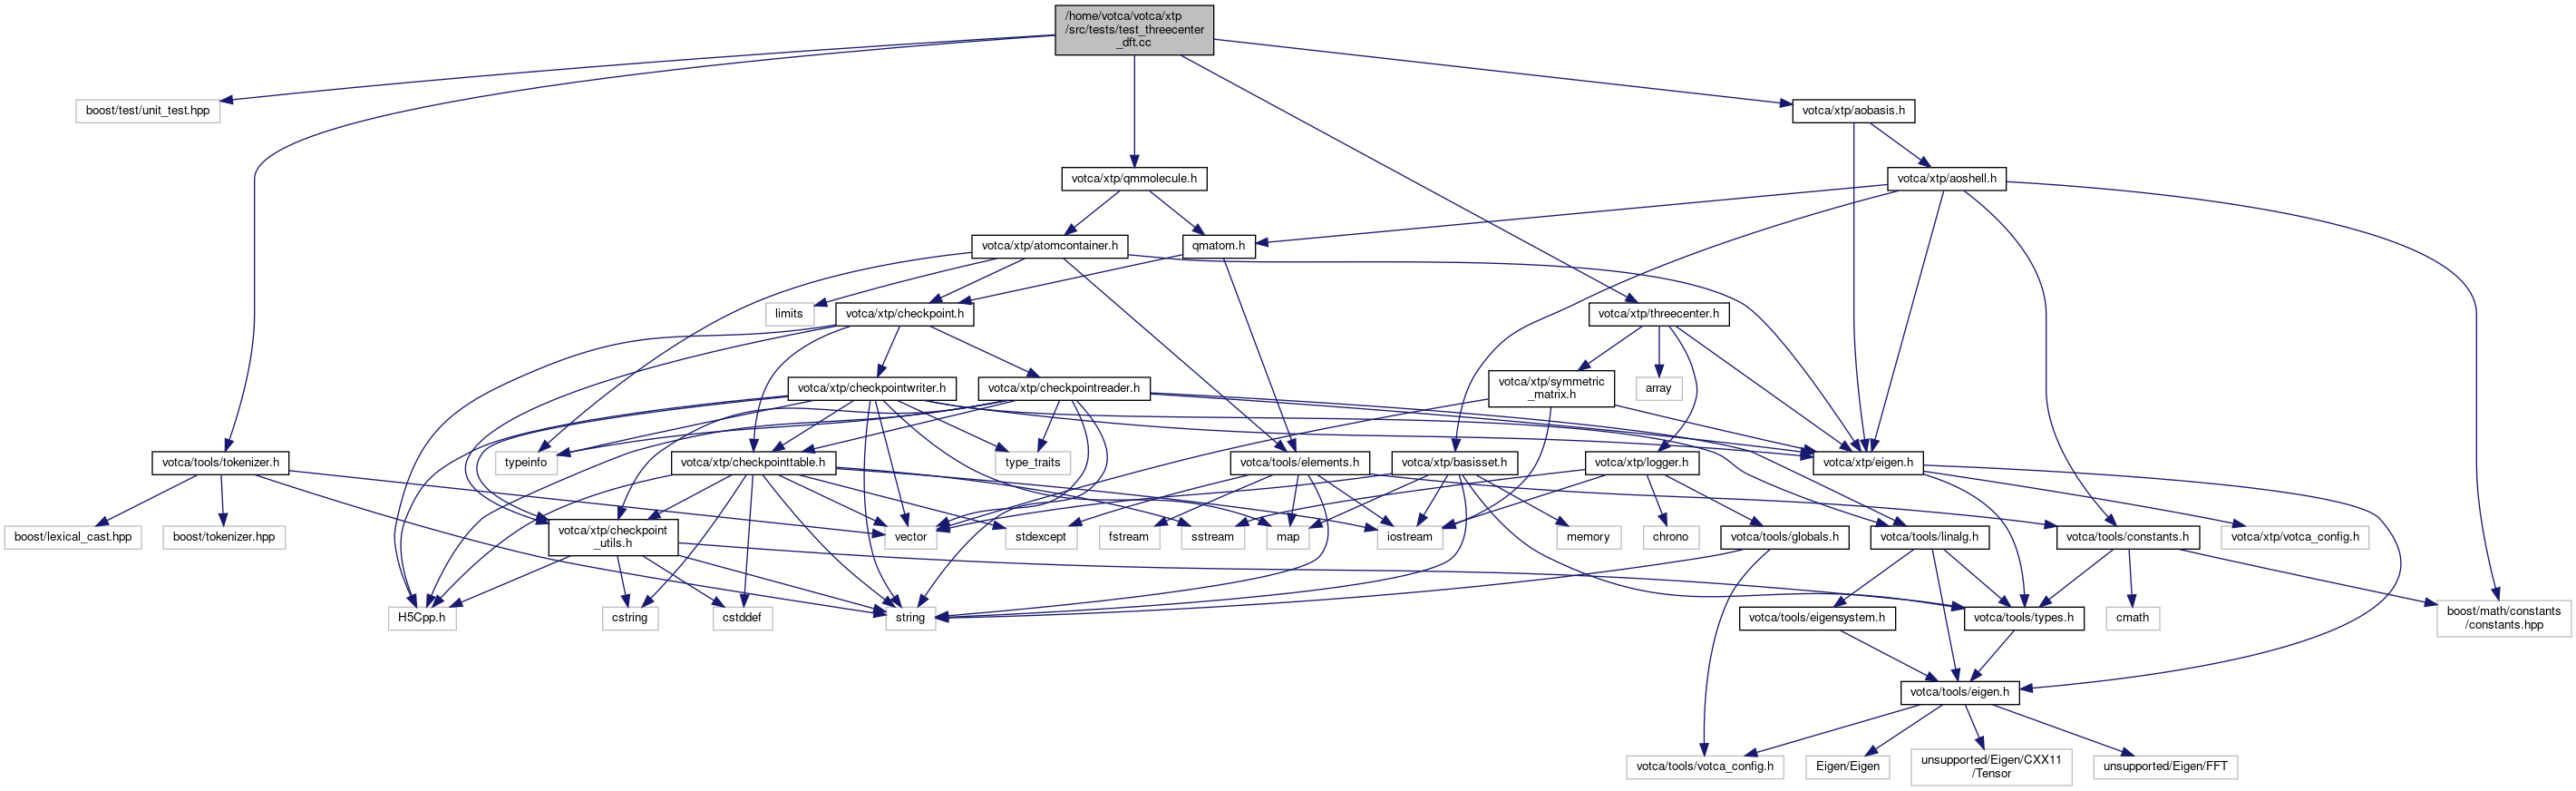 /home/votca/votca/xtp
/src/tests/test_threecenter
_dft.cc
boost/test/unit_test.hpp
votca/xtp/aobasis.h
votca/xtp/qmmolecule.h
votca/xtp/aoshell.h
votca/xtp/atomcontainer.h
qmatom.h
limits
votca/xtp/checkpoint.h
votca/xtp/threecenter.h
votca/xtp/checkpointwriter.h
votca/xtp/checkpointreader.h
votca/xtp/symmetric
_matrix.h
array
votca/tools/tokenizer.h
typeinfo
votca/xtp/checkpointtable.h
type_traits
votca/tools/elements.h
votca/xtp/basisset.h
votca/xtp/logger.h
votca/xtp/eigen.h
boost/lexical_cast.hpp
boost/tokenizer.hpp
votca/xtp/checkpoint
_utils.h
vector
stdexcept
fstream
sstream
map
iostream
memory
chrono
votca/tools/globals.h
votca/tools/linalg.h
votca/tools/constants.h
votca/xtp/votca_config.h
H5Cpp.h
cstring
cstddef
string
votca/tools/eigensystem.h
votca/tools/types.h
cmath
boost/math/constants
/constants.hpp
votca/tools/eigen.h
votca/tools/votca_config.h
Eigen/Eigen
unsupported/Eigen/CXX11
/Tensor
unsupported/Eigen/FFT